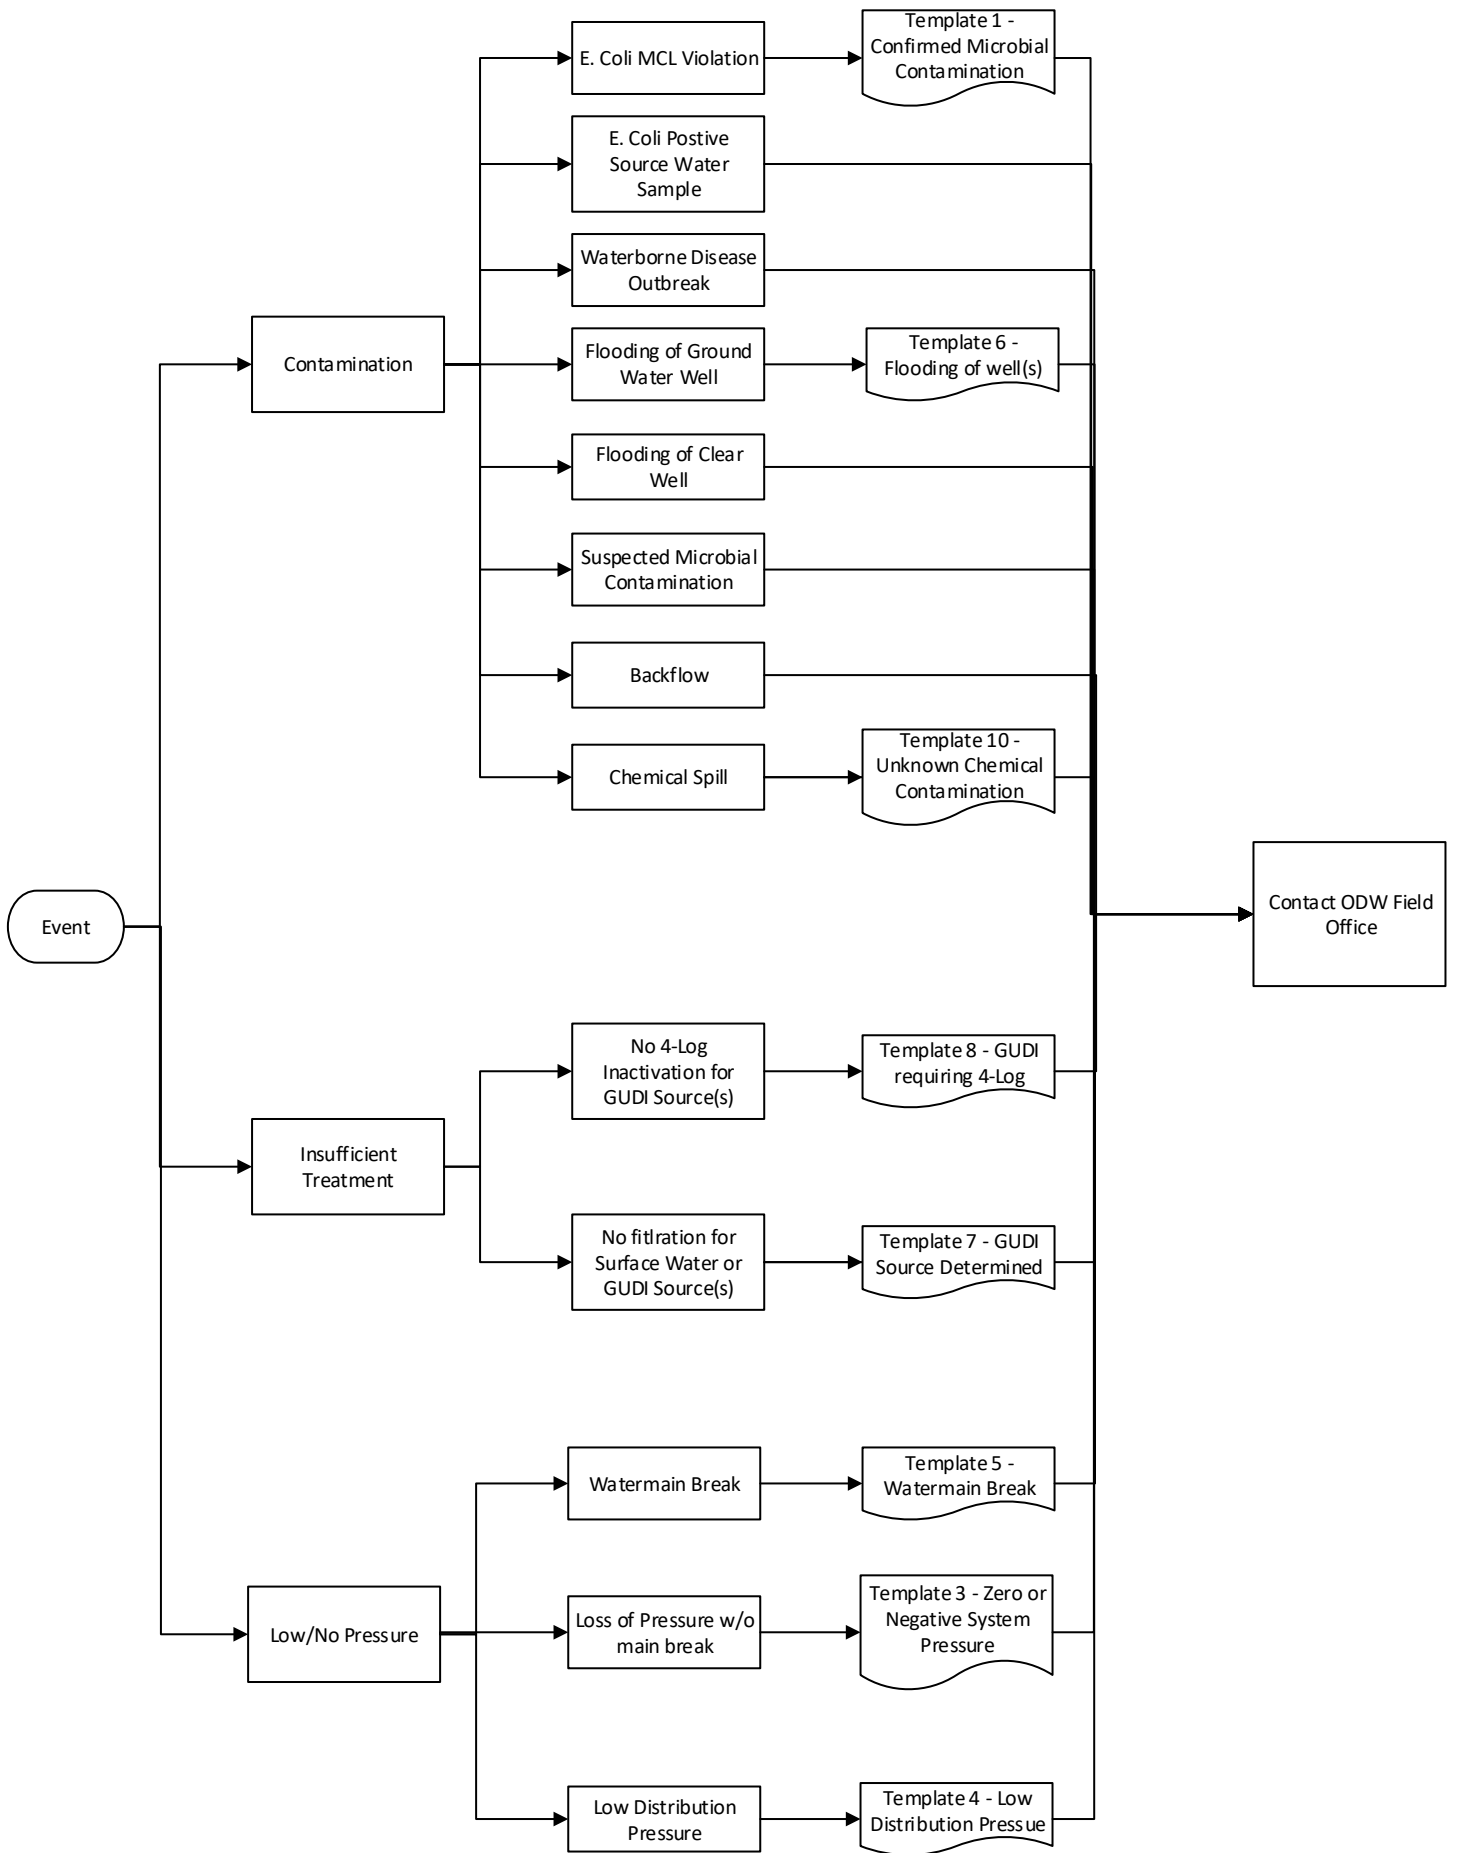 E. Coli MCL Violation
Template 1 -
Confirmed Microbial
Contamination
E. Coli Postive
Source Water
Sample
Waterborne Disease
Outbreak
Contamination
Flooding of Ground
Water Well
Template 6 -
Flooding of well(s)
Flooding of Clear
Well
Suspected Microbial
Contamination
Backflow
Chemical Spill
Template 10 -
Unknown Chemical
Contamination
Event
Contact ODW Field
Office
No 4-Log
Inactivation for
GUDI Source(s)
Template 8 - GUDI
requiring 4-Log
Insufficient
Treatment
No fitlration for
Surface Water or
GUDI Source(s)
Template 7 - GUDI
Source Determined
Watermain Break
Template 5 -
Watermain Break
Low/No Pressure
Loss of Pressure w/o
main break
Template 3 - Zero or
Negative System
Pressure
Low Distribution
Pressure
Template 4 - Low
Distribution Pressue